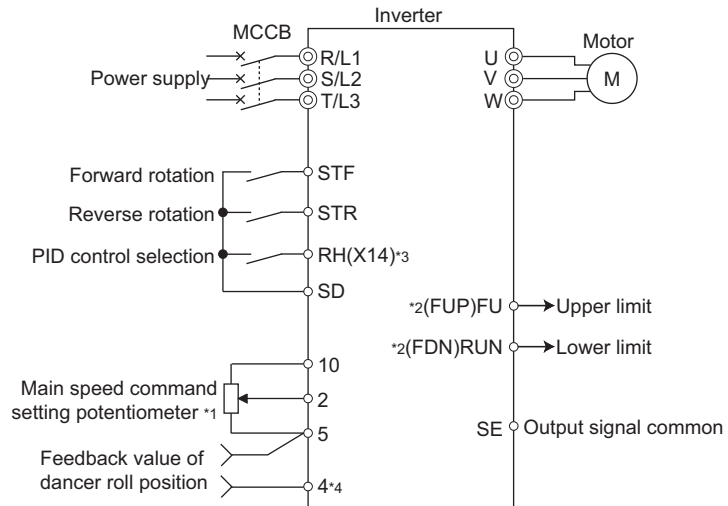 Inverter
MCCB
Motor
R/L1
U
Power supply
S/L2
V
M
T/L3
W
Forward rotation
STF
Reverse rotation
STR
PID control selection
RH(X14)*3
SD
*2(FUP)FU
Upper limit
*2(FDN)RUN
Lower limit
10
Main speed command
setting potentiometer *1
2
5
SE
Output signal common
Feedback value of
dancer roll position
4*4